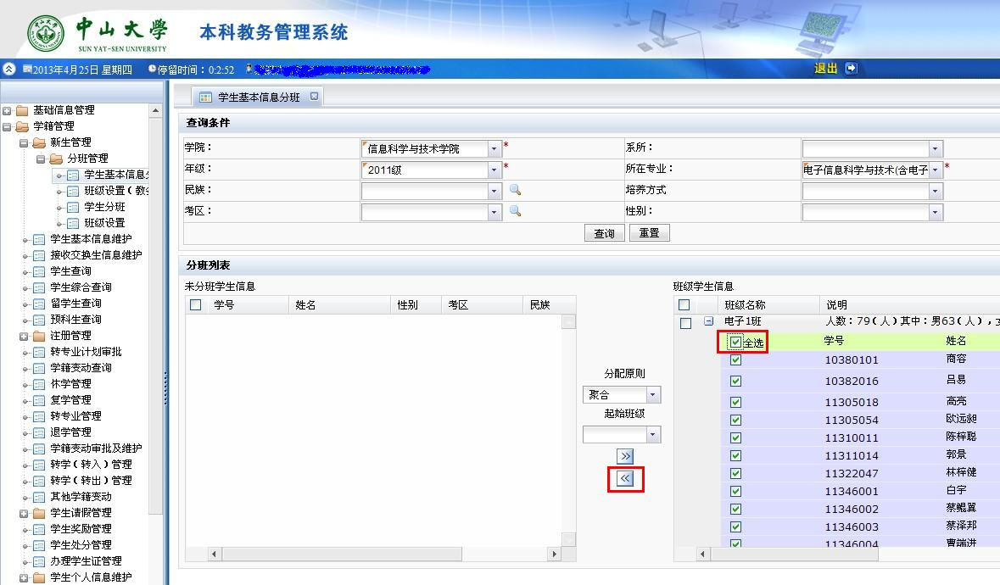 中山大学
SUN YAT-SEN UNIVERSITY
本科教务管理系统
2013年4月25日 星期四 停留时间：0:2:52
退出
基础信息管理
学籍管理
新生管理
分班管理
学生基本信息分
班级设置（教务
学生分班
班级设置
学生基本信息维护
接收交换生信息维护
学生查询
学生综合查询
留学生查询
预科生查询
注册管理
转专业计划审批
学籍变动查询
休学管理
复学管理
转专业管理
退学管理
学籍变动审批及维护
转学（转入）管理
转学（转出）管理
其他学籍变动
学生请假管理
学生奖励管理
学生处分管理
办理学生证管理
学生个人信息维护
学生基本信息分班
查询条件
学院： 信息科学与技术学院 * 系所：
年级： 2011级 * 所在专业： 电子信息科学与技术(含电子 *
民族： 培养方式
考区： 性别：
查询 重置
分班列表
未分班学生信息
学号 姓名 性别 考区 民族
分配原则
聚合
起始班级
班级学生信息
班级名称 说明
电子1班 人数：79（人）其中：男63（人），
全选 学号 姓名
10380101 商容
10382016 吕易
11305018 高亮
11305054 欧远昶
11310011 陈梓聪
11311014 郭景
11322047 林梓健
11346001 白宇
11346002 蔡鲲翼
11346003 蔡泽邦
11346004 曹端进